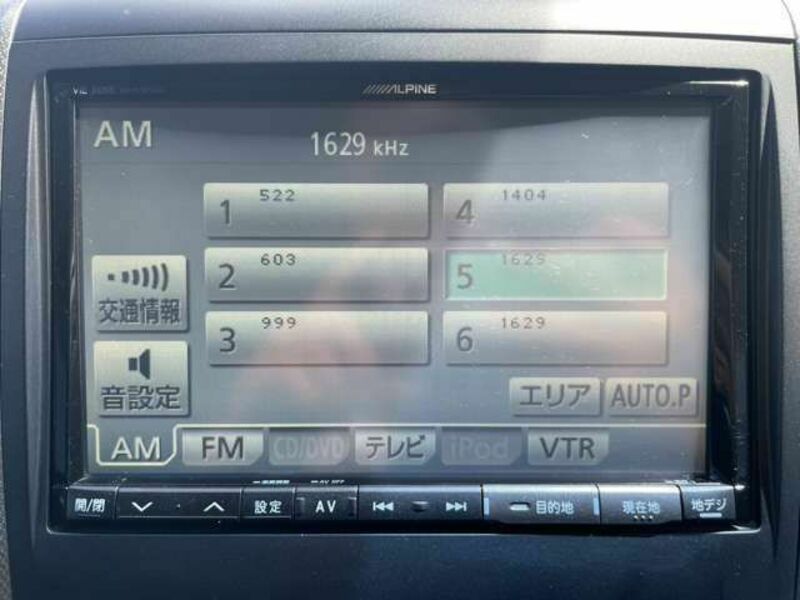 ALPINE
AM
1629 kHz
1 522
4 1404
2 603
5 1629
3 999
6 1629
交通情報
音設定
エリア AUTO.P
AM FM CD/DVD テレビ iPod VTR
開/閉 設定 AV 目的地 現在地 地デジ